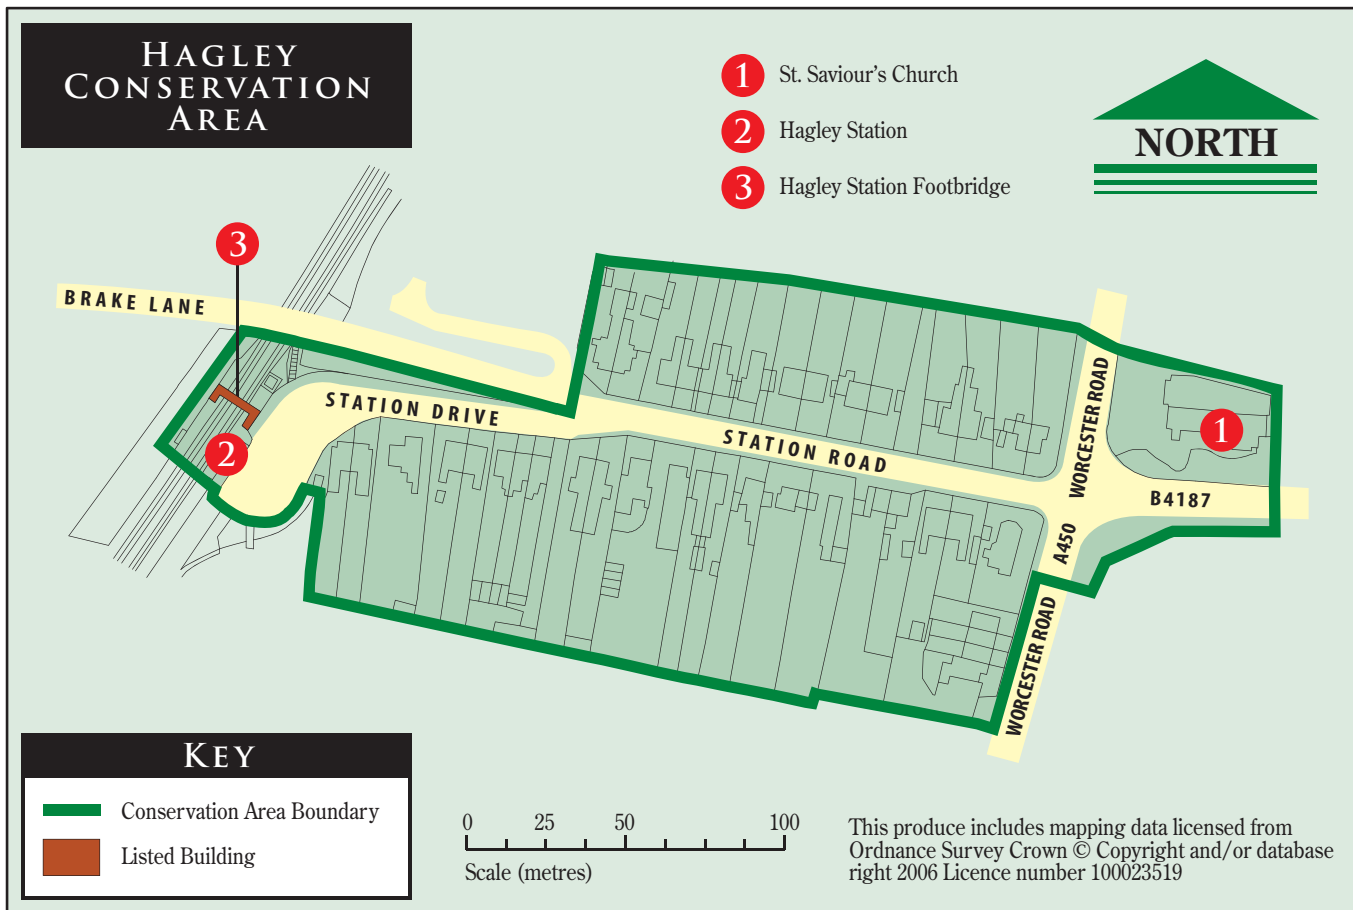 HAGLEY
CONSERVATION
AREA
1 St. Saviour's Church
2 Hagley Station
3 Hagley Station Footbridge
NORTH
3
BRAKE LANE
STATION DRIVE
STATION ROAD
WORCESTER ROAD
1
2
B4187
A450
WORCESTER ROAD
KEY
Conservation Area Boundary
Listed Building
0 25 50 100
Scale (metres)
This produce includes mapping data licensed from
Ordnance Survey Crown © Copyright and/or database
right 2006 Licence number 100023519